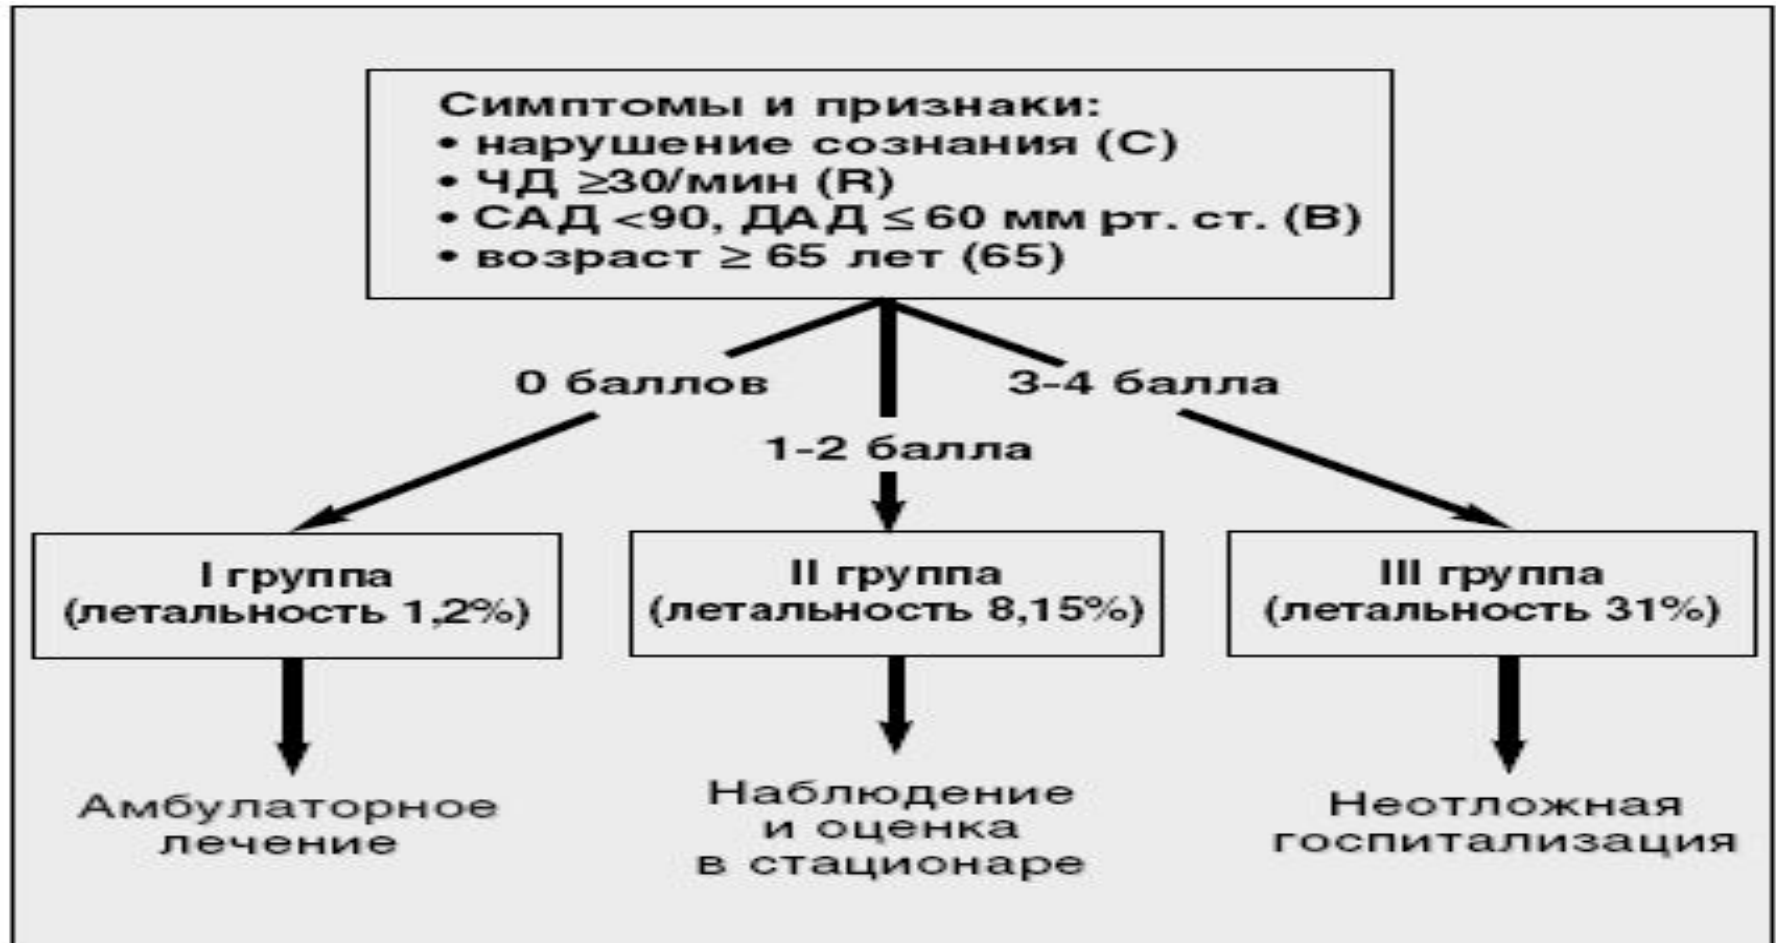 Симптомы и признаки:
• нарушение сознания (С)
• ЧД ≥30/мин (R)
• САД <90, ДАД ≤ 60 мм рт. ст. (В)
• возраст ≥ 65 лет (65)
0 баллов
3-4 балла
1-2 балла
I группа
(летальность 1,2%)
II группа
(летальность 8,15%)
III группа
(летальность 31%)
Амбулаторное
лечение
Наблюдение
и оценка
в стационаре
Неотложная
госпитализация